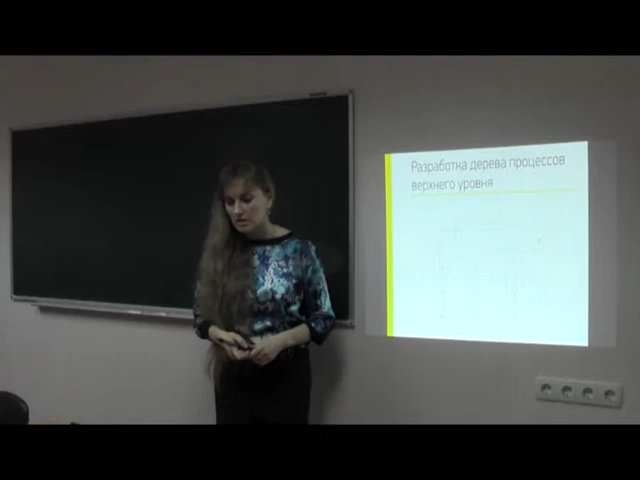 Разработка дерева процессов
верхнего уровня